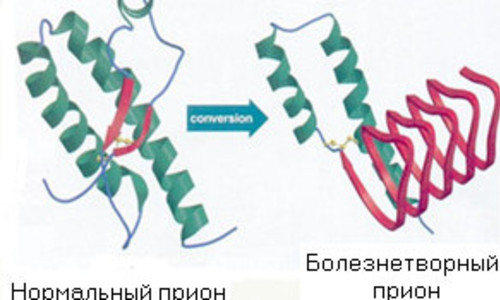 conversion
Нормальный прион
Болезнетворный
прион